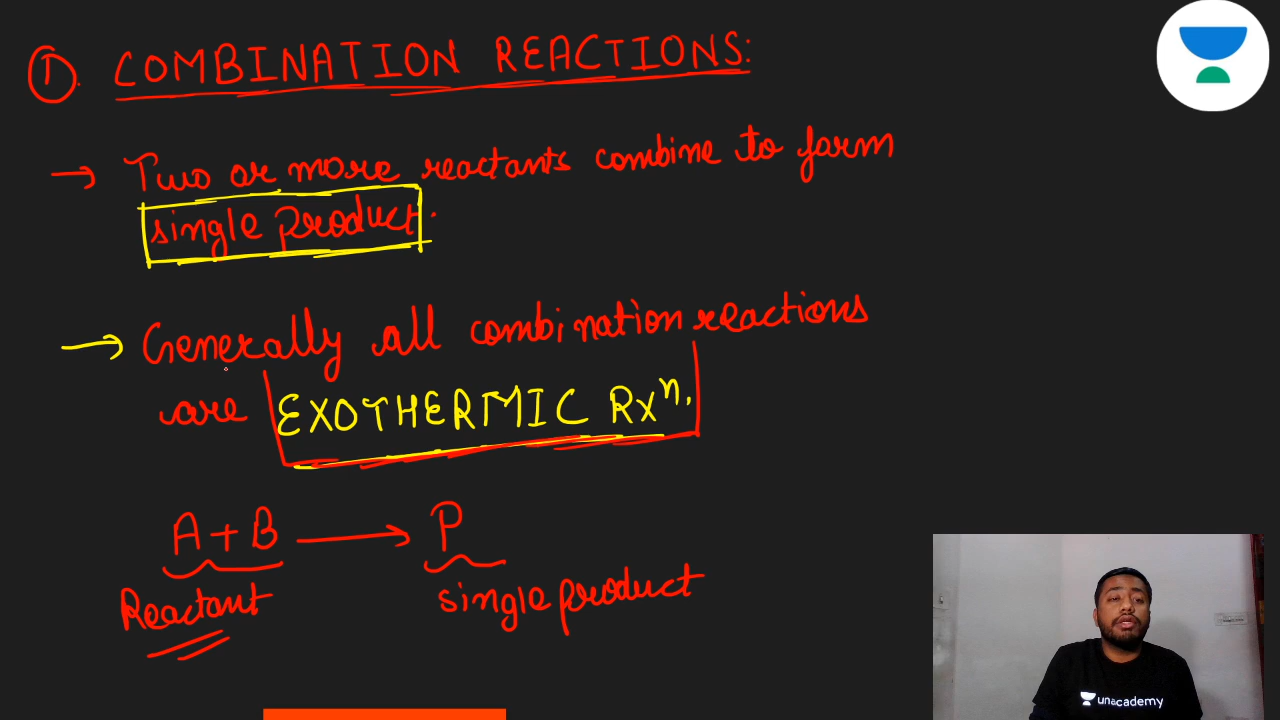 1. COMBINATION REACTIONS:
→ Two or more reactants combine to form
single product.
→ Generally all combination reactions
are EXOTHERMIC Rxⁿ.
A + B → P
Reactant single product
unacademy